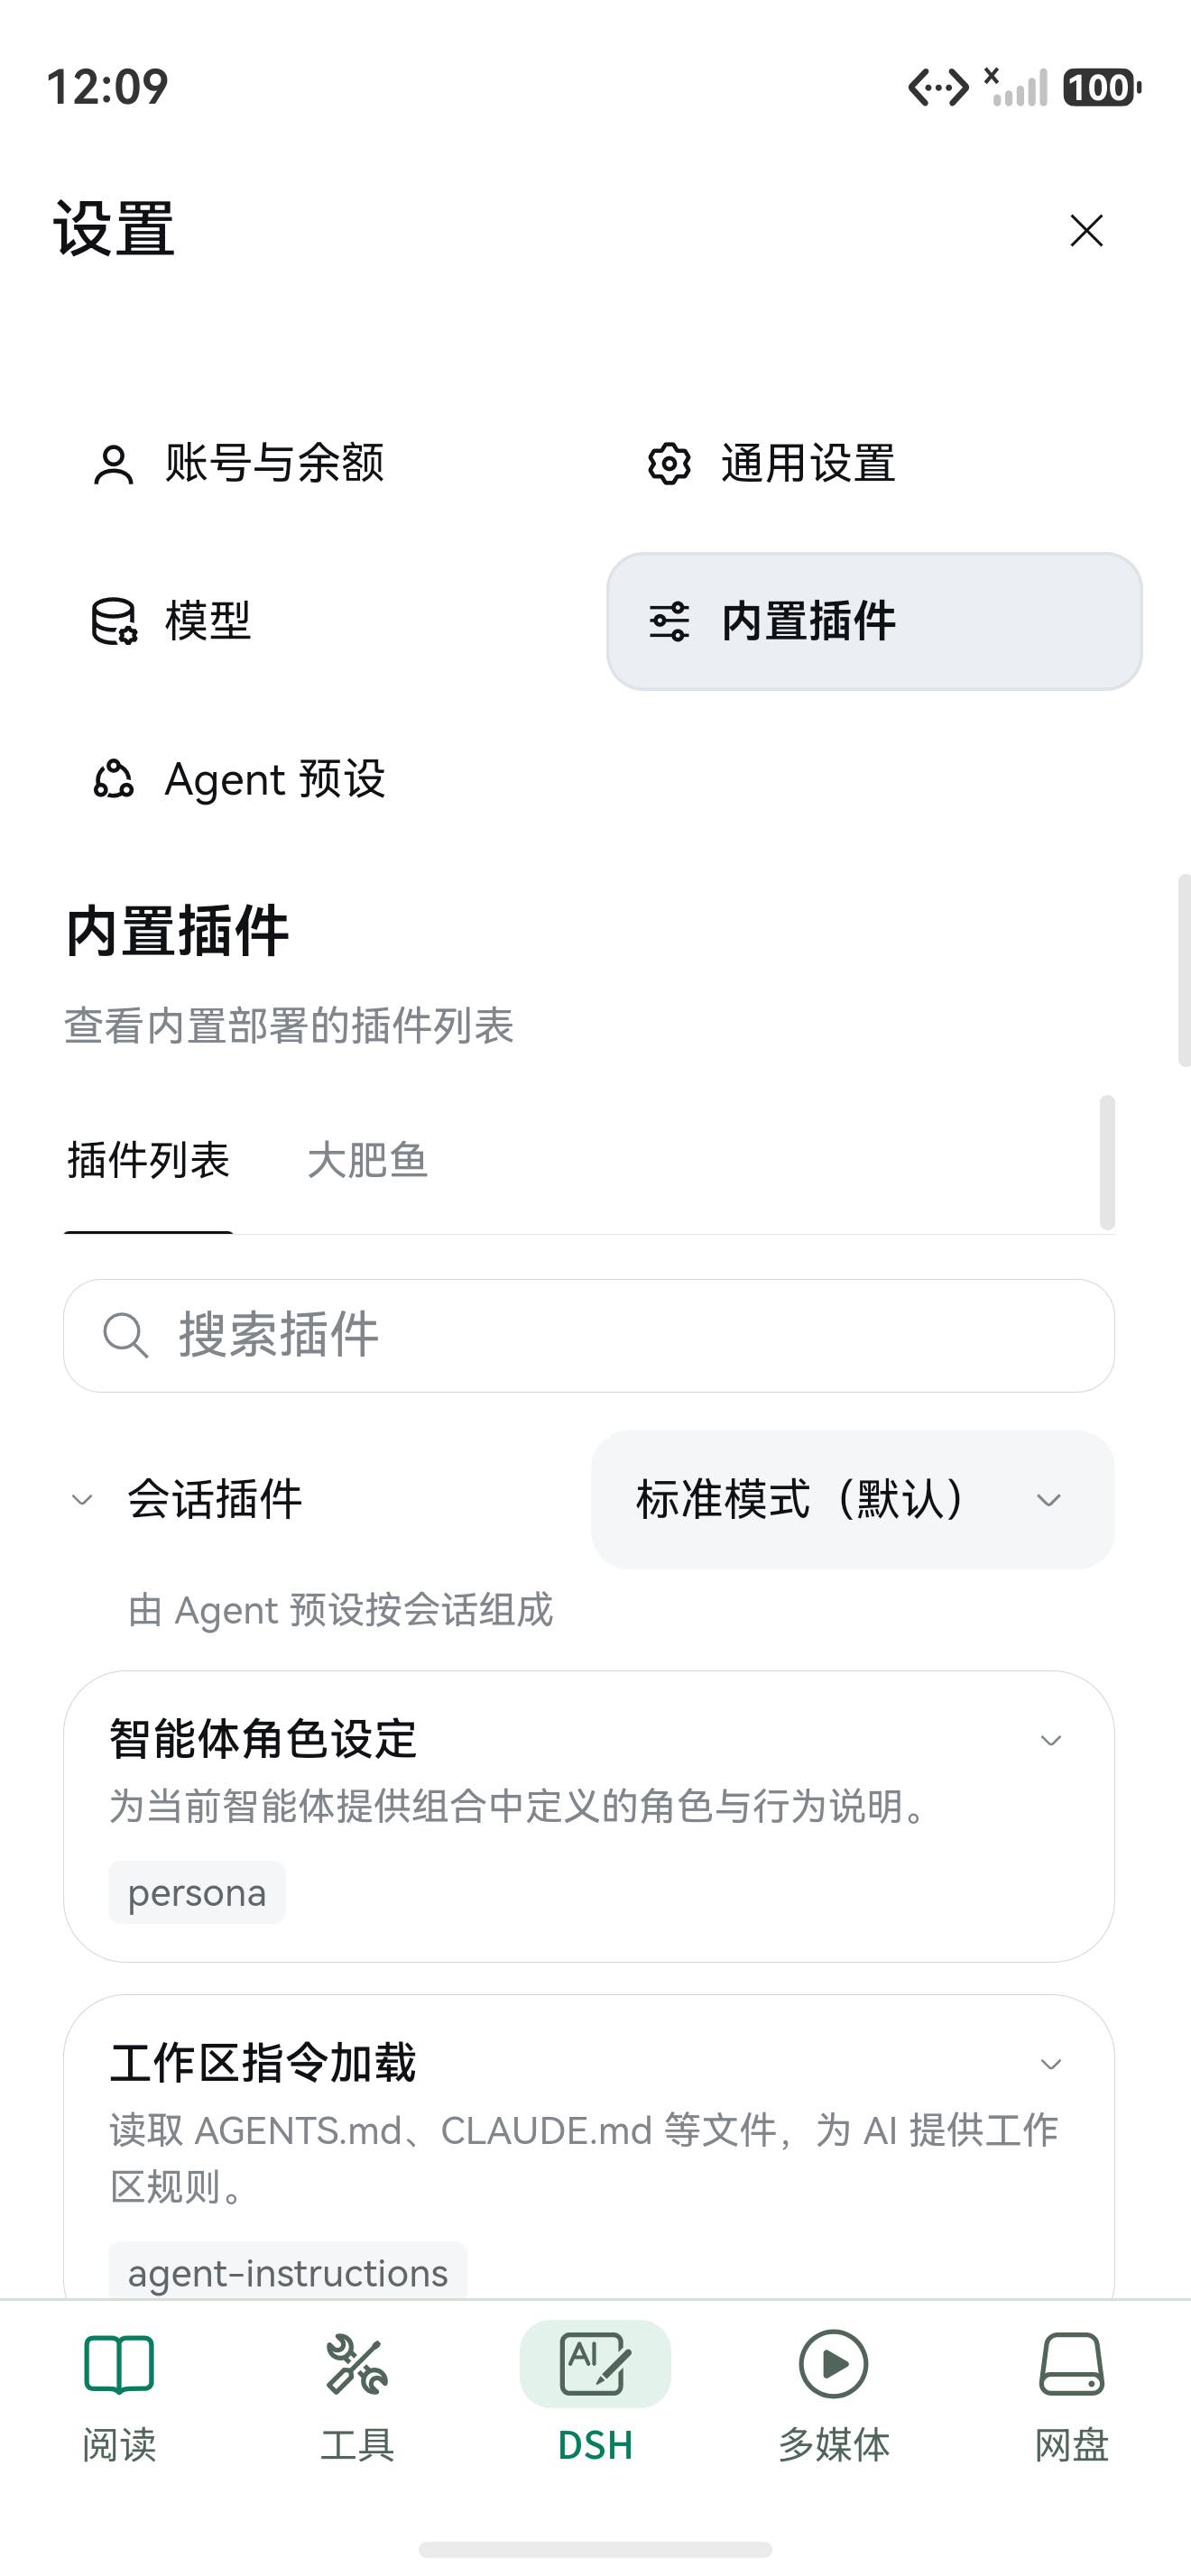 12:09
100
设置
账号与余额
通用设置
模型
内置插件
Agent 预设
内置插件
查看内置部署的插件列表
插件列表
大肥鱼
搜索插件
会话插件
标准模式（默认）
由 Agent 预设按会话组成
智能体角色设定
为当前智能体提供组合中定义的角色与行为说明。
persona
工作区指令加载
读取 AGENTS.md、CLAUDE.md 等文件，为 AI 提供工作
区规则。
agent-instructions
AI
阅读
工具
DSH
多媒体
网盘